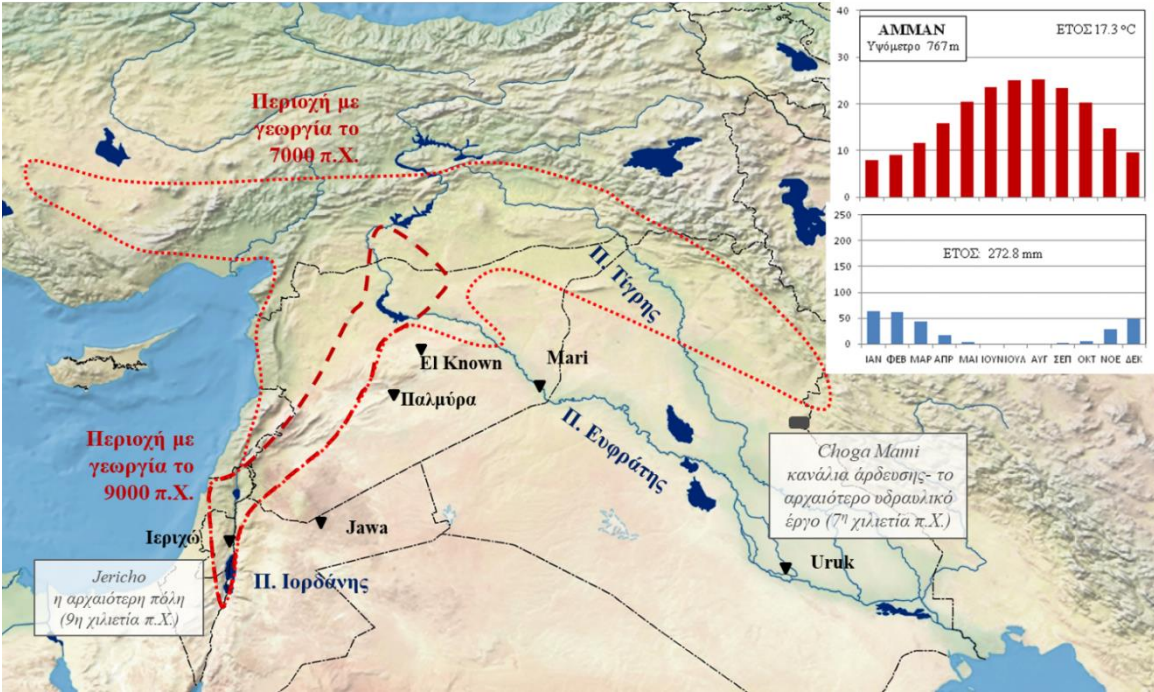 Περιοχή με
γεωργία το
7000 π.Χ.
Π. Τίγρης
El Known
Mari
Παλμύρα
Π. Ευφράτης
Περιοχή με
γεωργία το
9000 π.Χ.
Ιεριχώ
Jawa
Uruk
Π. Ιορδάνης
Jericho
η αρχαιότερη πόλη
(9η χιλιετία π.Χ.)
Choga Mami
κανάλια άρδευσης- το
αρχαιότερο υδραυλικό
έργο (7η χιλιετία π.Χ.)
ΑΜΜΑΝ
Υψόμετρο 767 m
ΕΤΟΣ 17.3 °C
40
30
20
10
0
ΕΤΟΣ: 272.8 mm
250
200
150
100
50
0
ΙΑΝ ΦΕΒ ΜΑΡ ΑΠΡ ΜΑΙ ΙΟΥΝ ΙΟΥΛ ΑΥΓ ΣΕΠ ΟΚΤ ΝΟΕ ΔΕΚ